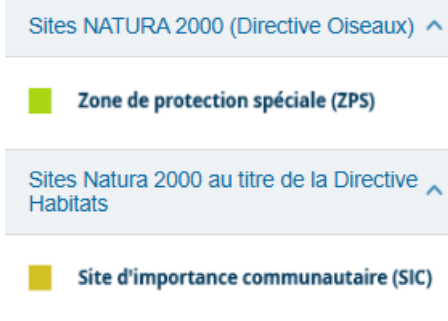 Sites NATURA 2000 (Directive Oiseaux)
Zone de protection spéciale (ZPS)
Sites Natura 2000 au titre de la Directive
Habitats
Site d'importance communautaire (SIC)